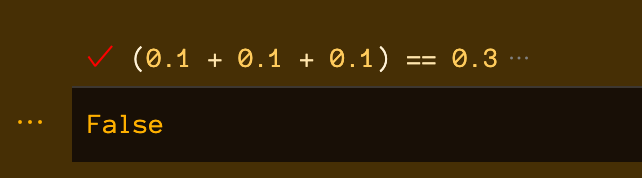 (0.1 + 0.1 + 0.1) == 0.3 ···
False